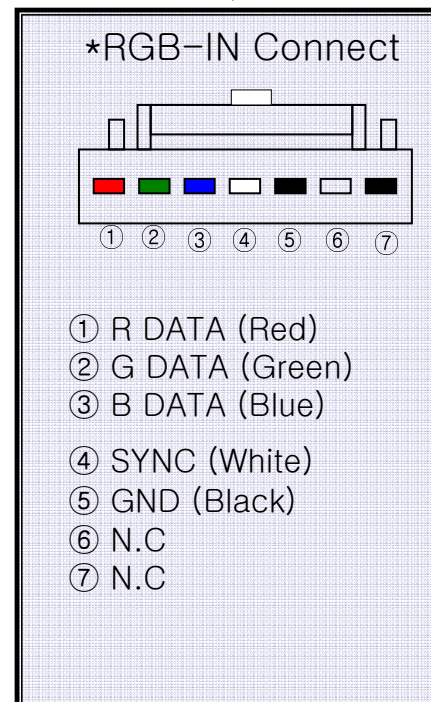 *RGB-IN Connect
① ② ③ ④ ⑤ ⑥ ⑦
① R DATA (Red)
② G DATA (Green)
③ B DATA (Blue)
④ SYNC (White)
⑤ GND (Black)
⑥ N.C
⑦ N.C